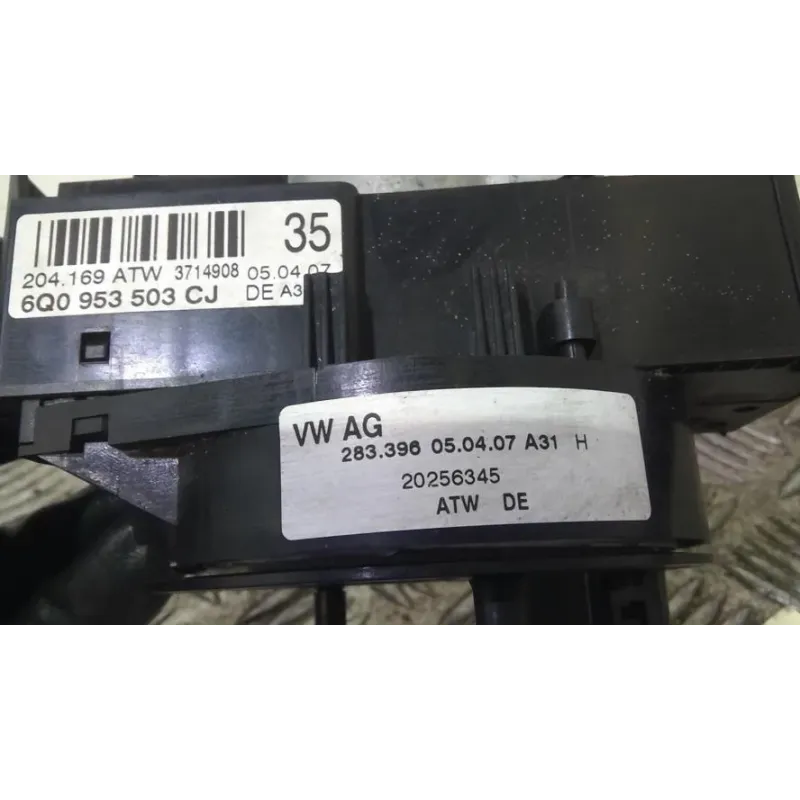 35
204.169 ATW 3714908 05.04.07
6Q0 953 503 CJ DE A3
VW AG
283.396 05.04.07 A31 H
20256345
ATW DE